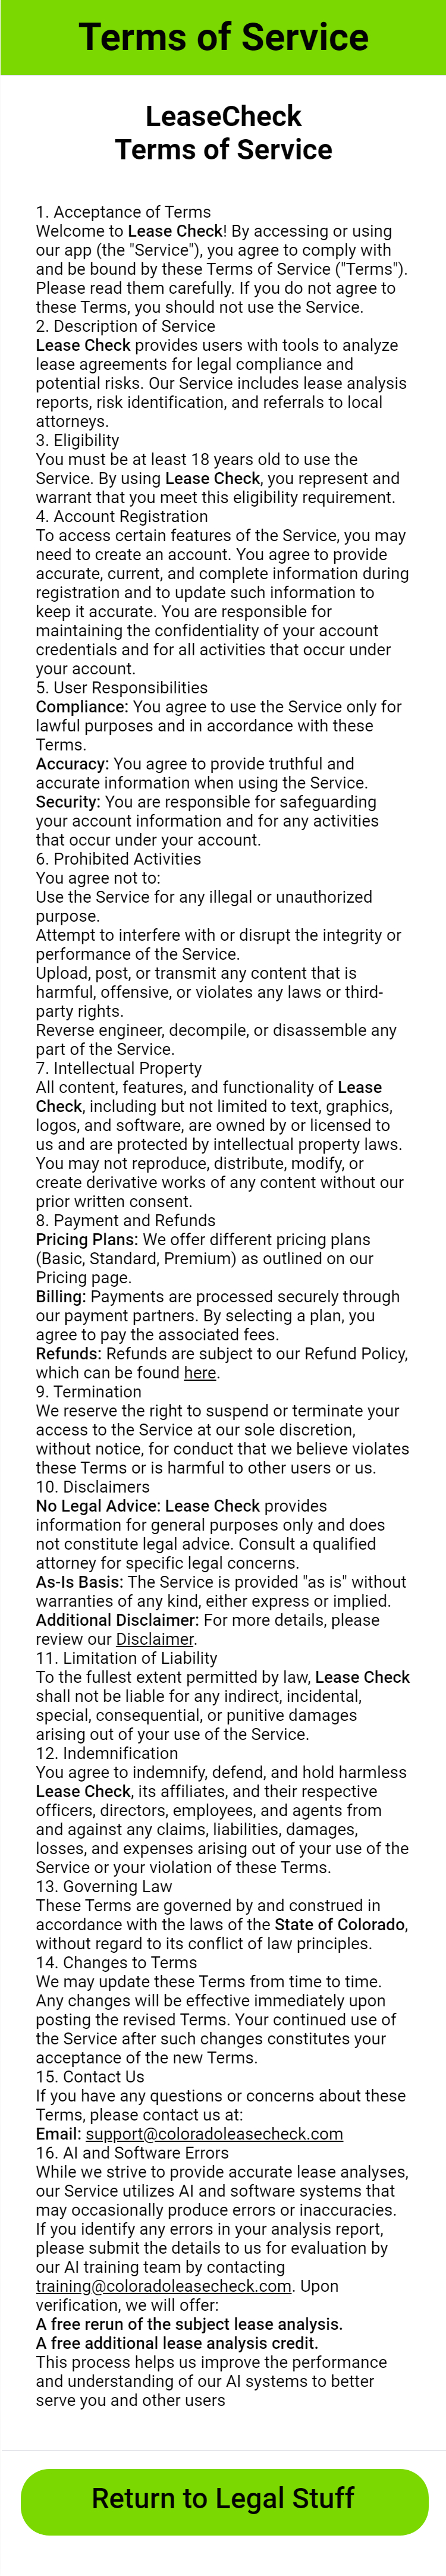 Terms of Service
LeaseCheck
Terms of Service
1. Acceptance of Terms
Welcome to Lease Check! By accessing or using
our app (the "Service"), you agree to comply with
and be bound by these Terms of Service ("Terms").
Please read them carefully. If you do not agree to
these Terms, you should not use the Service.
2. Description of Service
Lease Check provides users with tools to analyze
lease agreements for legal compliance and
potential risks. Our Service includes lease analysis
reports, risk identification, and referrals to local
attorneys.
3. Eligibility
You must be at least 18 years old to use the
Service. By using Lease Check, you represent and
warrant that you meet this eligibility requirement.
4. Account Registration
To access certain features of the Service, you may
need to create an account. You agree to provide
accurate, current, and complete information during
registration and to update such information to
keep it accurate. You are responsible for
maintaining the confidentiality of your account
credentials and for all activities that occur under
your account.
5. User Responsibilities
Compliance: You agree to use the Service only for
lawful purposes and in accordance with these
Terms.
Accuracy: You agree to provide truthful and
accurate information when using the Service.
Security: You are responsible for safeguarding
your account information and for any activities
that occur under your account.
6. Prohibited Activities
You agree not to:
Use the Service for any illegal or unauthorized
purpose.
Attempt to interfere with or disrupt the integrity or
performance of the Service.
Upload, post, or transmit any content that is
harmful, offensive, or violates any laws or third-
party rights.
Reverse engineer, decompile, or disassemble any
part of the Service.
7. Intellectual Property
All content, features, and functionality of Lease
Check, including but not limited to text, graphics,
logos, and software, are owned by or licensed to
us and are protected by intellectual property laws.
You may not reproduce, distribute, modify, or
create derivative works of any content without our
prior written consent.
8. Payment and Refunds
Pricing Plans: We offer different pricing plans
(Basic, Standard, Premium) as outlined on our
Pricing page.
Billing: Payments are processed securely through
our payment partners. By selecting a plan, you
agree to pay the associated fees.
Refunds: Refunds are subject to our Refund Policy,
which can be found here.
9. Termination
We reserve the right to suspend or terminate your
access to the Service at our sole discretion,
without notice, for conduct that we believe violates
these Terms or is harmful to other users or us.
10. Disclaimers
No Legal Advice: Lease Check provides
information for general purposes only and does
not constitute legal advice. Consult a qualified
attorney for specific legal concerns.
As-Is Basis: The Service is provided "as is" without
warranties of any kind, either express or implied.
Additional Disclaimer: For more details, please
review our Disclaimer.
11. Limitation of Liability
To the fullest extent permitted by law, Lease Check
shall not be liable for any indirect, incidental,
special, consequential, or punitive damages
arising out of your use of the Service.
12. Indemnification
You agree to indemnify, defend, and hold harmless
Lease Check, its affiliates, and their respective
officers, directors, employees, and agents from
and against any claims, liabilities, damages,
losses, and expenses arising out of your use of the
Service or your violation of these Terms.
13. Governing Law
These Terms are governed by and construed in
accordance with the laws of the State of Colorado,
without regard to its conflict of law principles.
14. Changes to Terms
We may update these Terms from time to time.
Any changes will be effective immediately upon
posting the revised Terms. Your continued use of
the Service after such changes constitutes your
acceptance of the new Terms.
15. Contact Us
If you have any questions or concerns about these
Terms, please contact us at:
Email: support@coloradoleasecheck.com
16. AI and Software Errors
While we strive to provide accurate lease analyses,
our Service utilizes AI and software systems that
may occasionally produce errors or inaccuracies.
If you identify any errors in your analysis report,
please submit the details to us for evaluation by
our AI training team by contacting
training@coloradoleasecheck.com. Upon
verification, we will offer:
A free rerun of the subject lease analysis.
A free additional lease analysis credit.
This process helps us improve the performance
and understanding of our AI systems to better
serve you and other users
Return to Legal Stuff